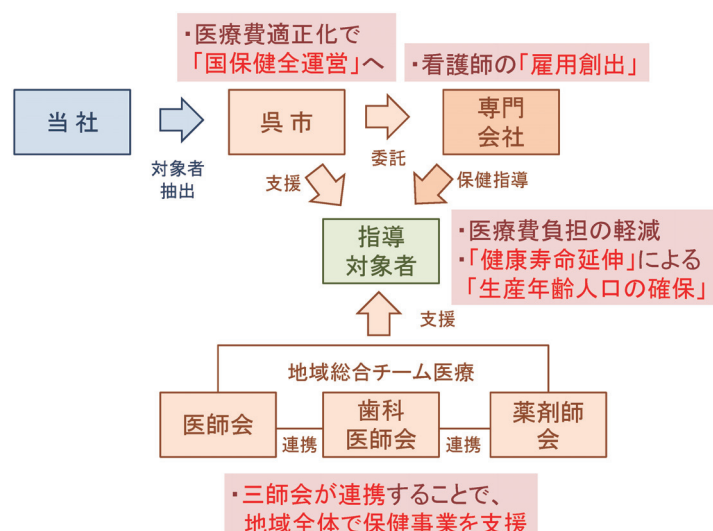 ・医療費適正化で
「国保健全運営」へ
・看護師の「雇用創出」
当社
対象者
抽出
呉市
委託
専門
会社
支援
保健指導
指導
対象者
・医療費負担の軽減
・「健康寿命延伸」による
「生産年齢人口の確保」
支援
地域総合チーム医療
医師会
連携
歯科
医師会
連携
薬剤師
会
・三師会が連携することで、
地域全体で保健事業を支援